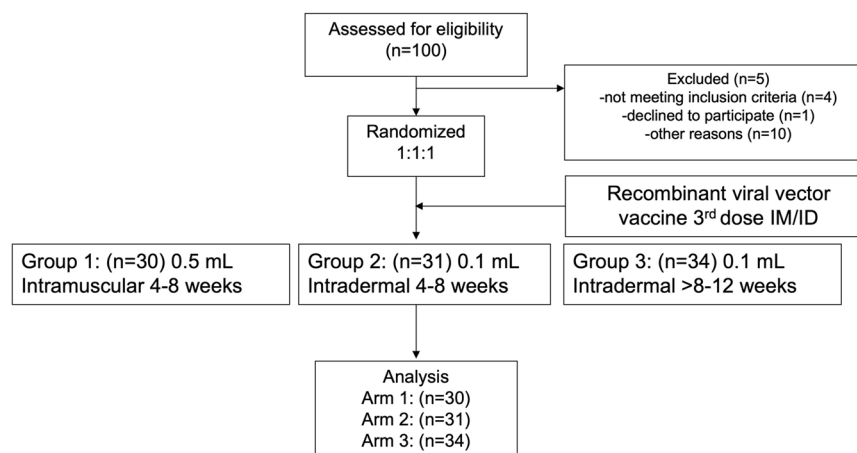 Assessed for eligibility
(n=100)
Excluded (n=5)
-not meeting inclusion criteria (n=4)
-declined to participate (n=1)
-other reasons (n=10)
Randomized
1:1:1
Recombinant viral vector
vaccine 3rd dose IM/ID
Group 1: (n=30) 0.5 mL
Intramuscular 4-8 weeks
Group 2: (n=31) 0.1 mL
Intradermal 4-8 weeks
Group 3: (n=34) 0.1 mL
Intradermal >8-12 weeks
Analysis
Arm 1: (n=30)
Arm 2: (n=31)
Arm 3: (n=34)